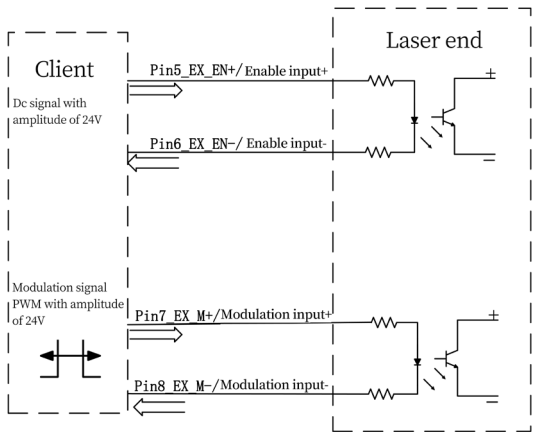 Laser end
Client
Pin5_EX_EN+/ Enable input+
+
Dc signal with
amplitude of 24V
Pin6_EX_EN-/ Enable input-
-
Modulation signal
PWM with amplitude
of 24V
Pin7_EX_M+/Modulation input+
+
Pin8_EX_M-/Modulation input-
-